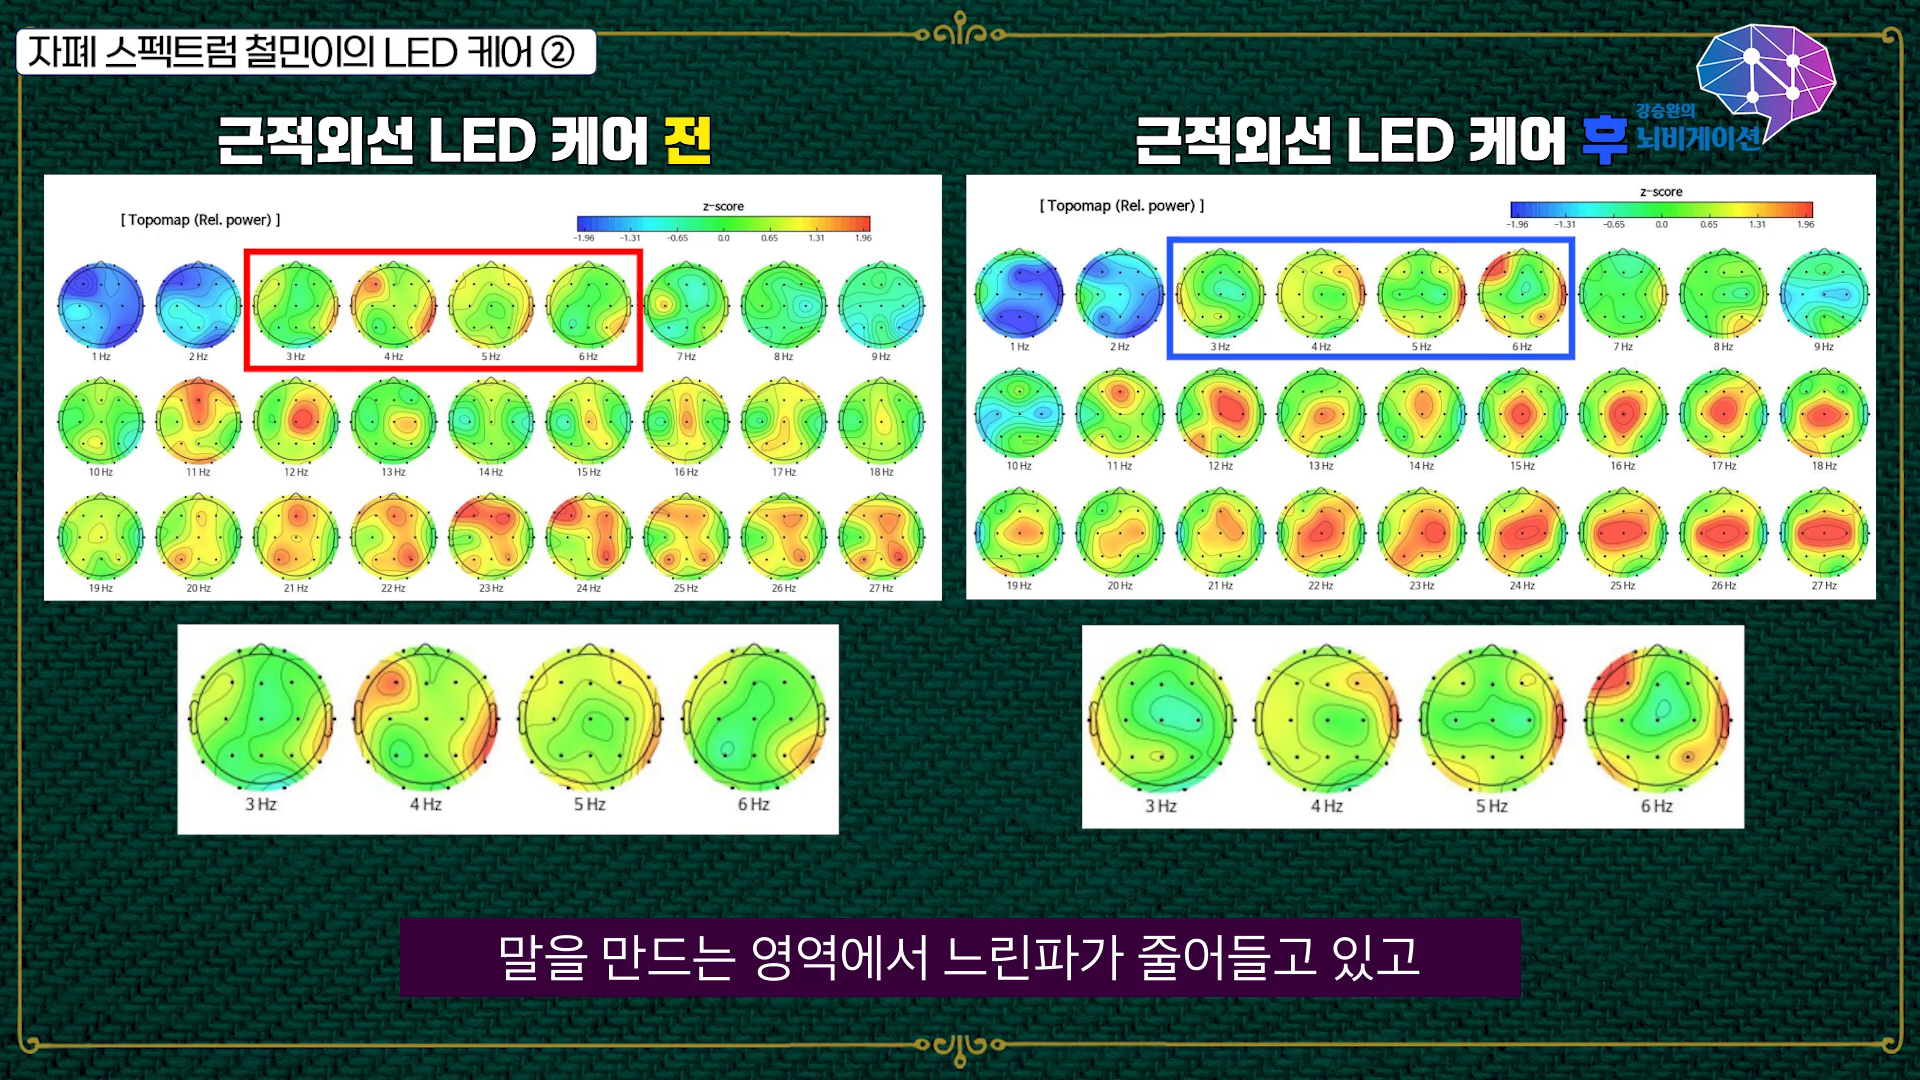 자폐 스펙트럼 철민이의 LED 케어 ②
강승완의
뇌비게이션
근적외선 LED 케어 전
근적외선 LED 케어 후
[ Topomap (Rel. power) ]
z-score
-1.96 -1.31 -0.65 0.0 0.65 1.31 1.96
1 Hz 2 Hz 3 Hz 4 Hz 5 Hz 6 Hz 7 Hz 8 Hz 9 Hz
10 Hz 11 Hz 12 Hz 13 Hz 14 Hz 15 Hz 16 Hz 17 Hz 18 Hz
19 Hz 20 Hz 21 Hz 22 Hz 23 Hz 24 Hz 25 Hz 26 Hz 27 Hz
[ Topomap (Rel. power) ]
z-score
-1.96 -1.31 -0.65 0.0 0.65 1.31 1.96
1 Hz 2 Hz 3 Hz 4 Hz 5 Hz 6 Hz 7 Hz 8 Hz 9 Hz
10 Hz 11 Hz 12 Hz 13 Hz 14 Hz 15 Hz 16 Hz 17 Hz 18 Hz
19 Hz 20 Hz 21 Hz 22 Hz 23 Hz 24 Hz 25 Hz 26 Hz 27 Hz
3 Hz 4 Hz 5 Hz 6 Hz
3 Hz 4 Hz 5 Hz 6 Hz
말을 만드는 영역에서 느린파가 줄어들고 있고